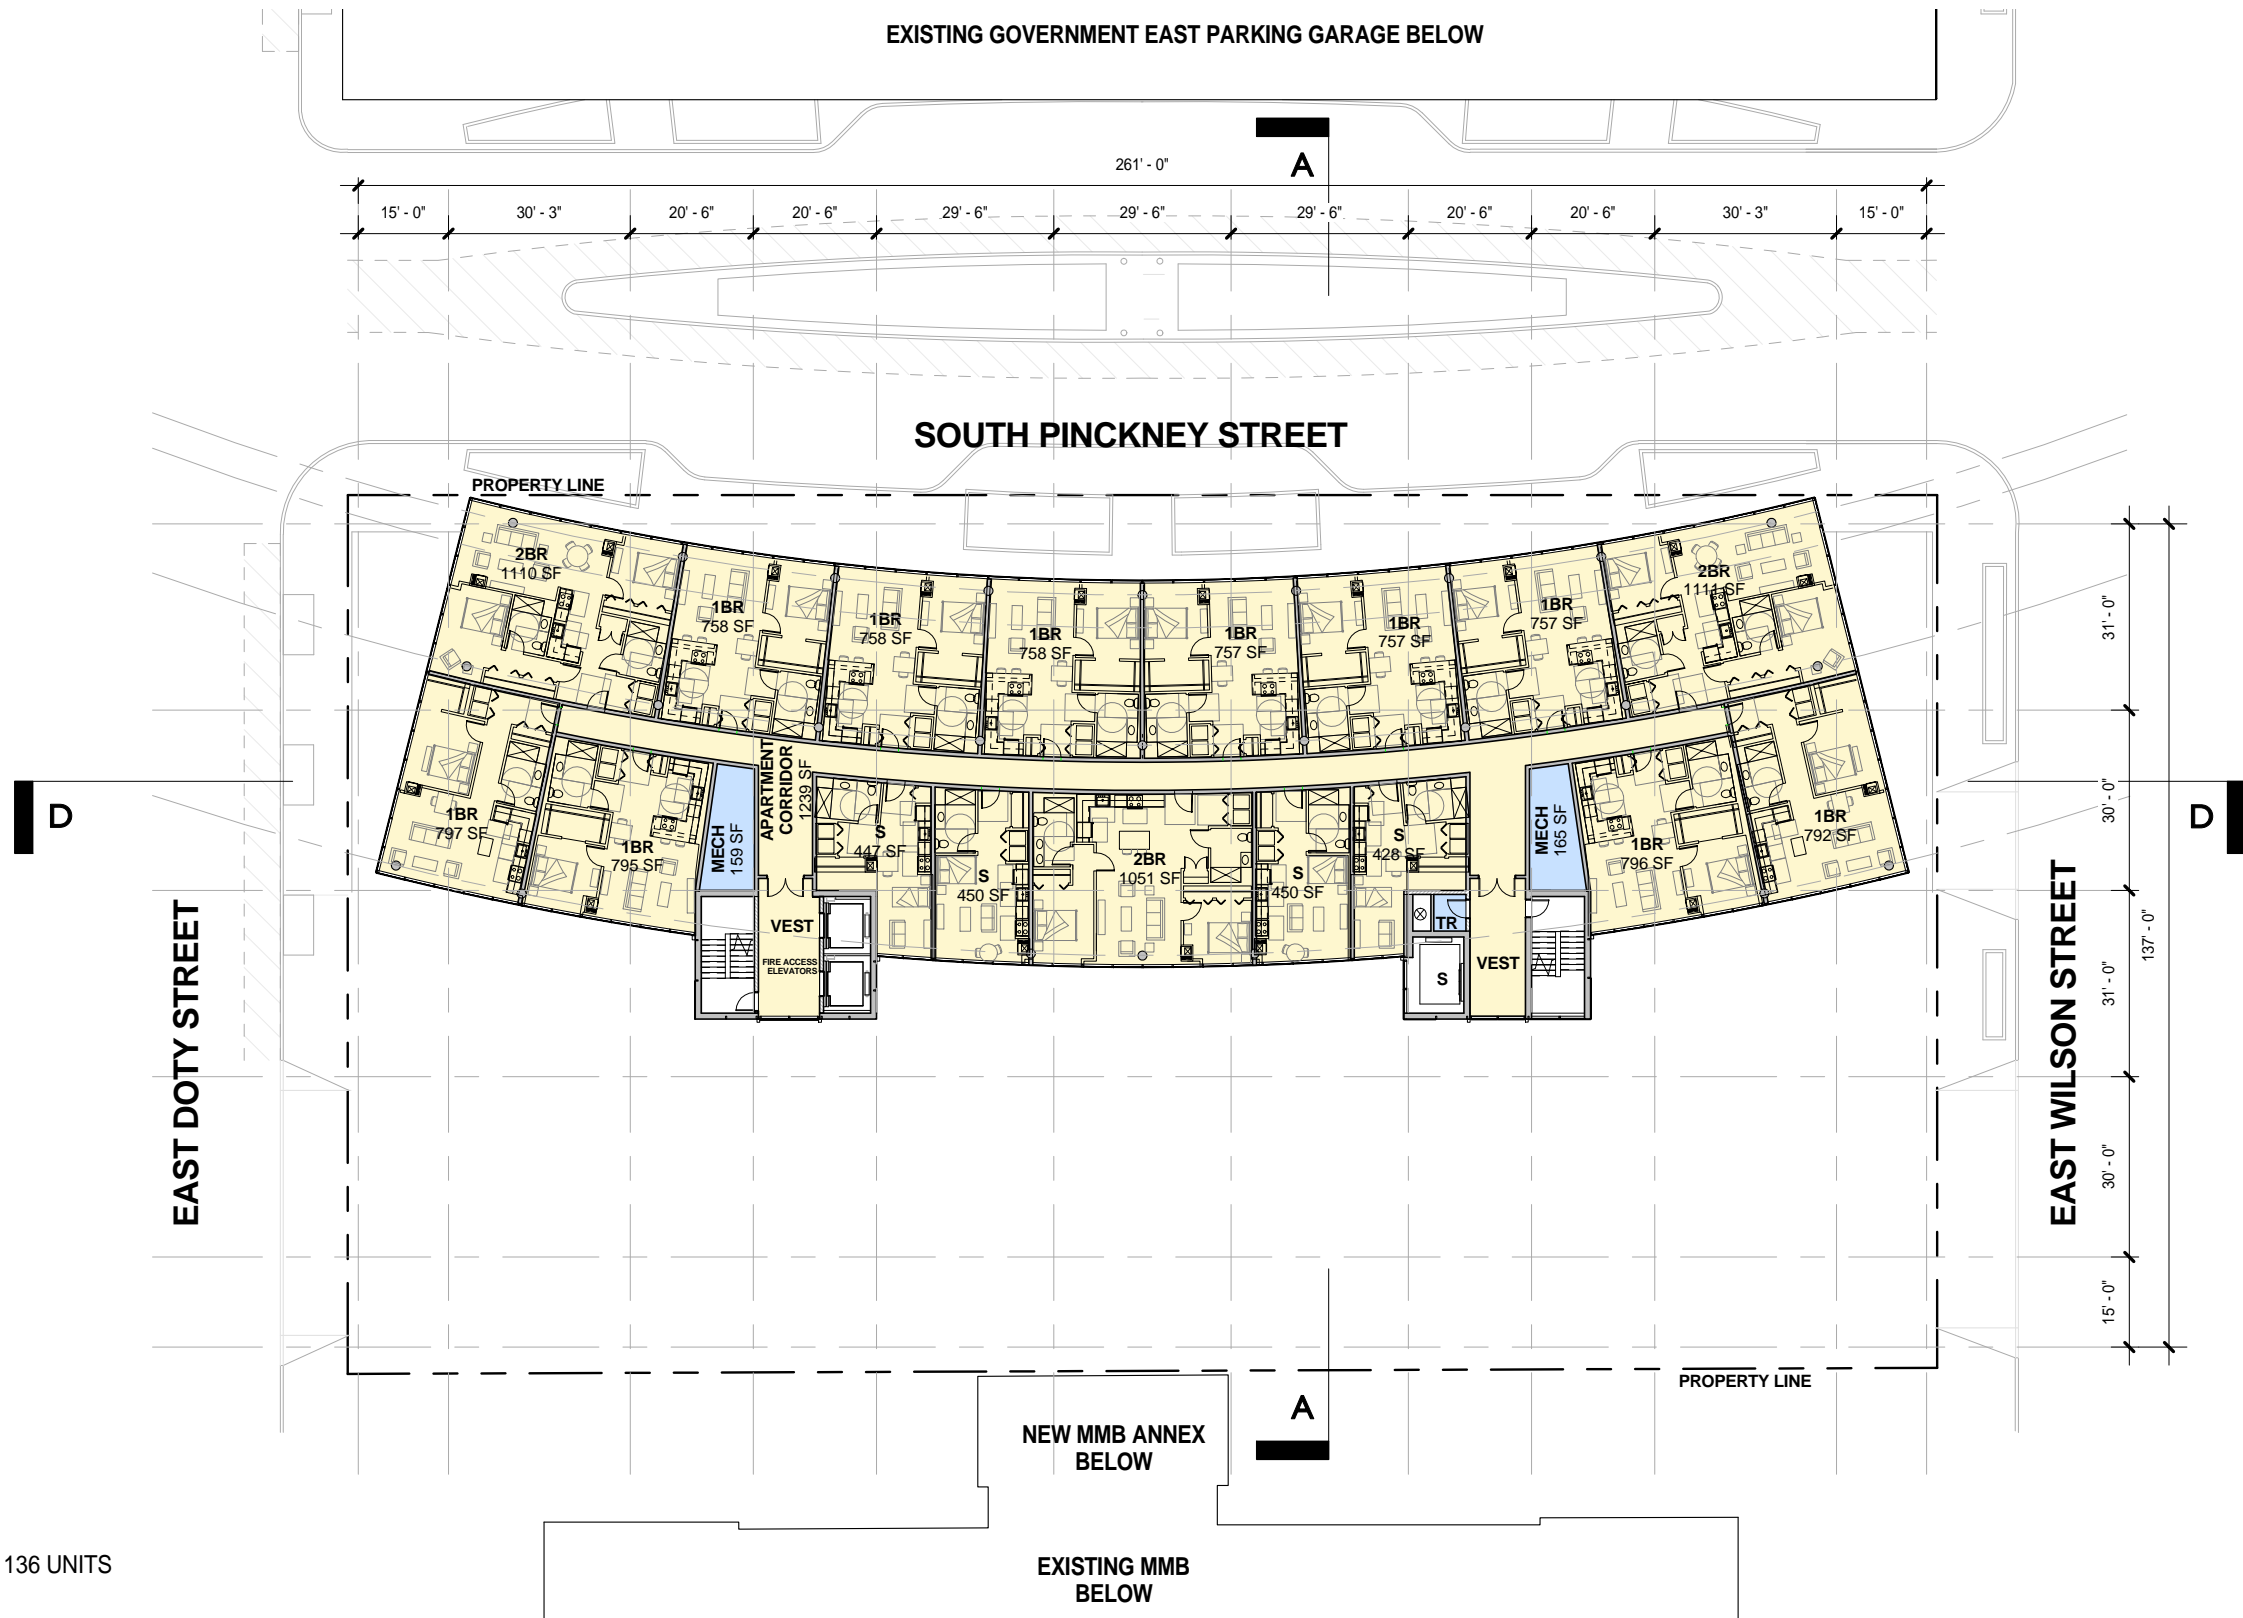 EXISTING GOVERNMENT EAST PARKING GARAGE BELOW
261' - 0"
A
15' - 0"
30' - 3"
20' - 6"
20' - 6"
29' - 6"
29' - 6"
29' - 6"
20' - 6"
20' - 6"
30' - 3"
15' - 0"
SOUTH PINCKNEY STREET
PROPERTY LINE
2BR
1110 SF
1BR
758 SF
1BR
758 SF
1BR
758 SF
1BR
757 SF
1BR
757 SF
1BR
757 SF
2BR
1111 SF
31' - 0"
30' - 0"
31' - 0"
30' - 0"
15' - 0"
137' - 0"
D
1BR
797 SF
1BR
795 SF
MECH
159 SF
APARTMENT
CORRIDOR
1239 SF
S
447 SF
S
450 SF
2BR
1051 SF
S
450 SF
S
428 SF
MECH
165 SF
1BR
796 SF
1BR
792 SF
D
VEST
FIRE ACCESS
ELEVATORS
TR
S
VEST
EAST DOTY STREET
EAST WILSON STREET
PROPERTY LINE
A
NEW MMB ANNEX
BELOW
EXISTING MMB
BELOW
136 UNITS